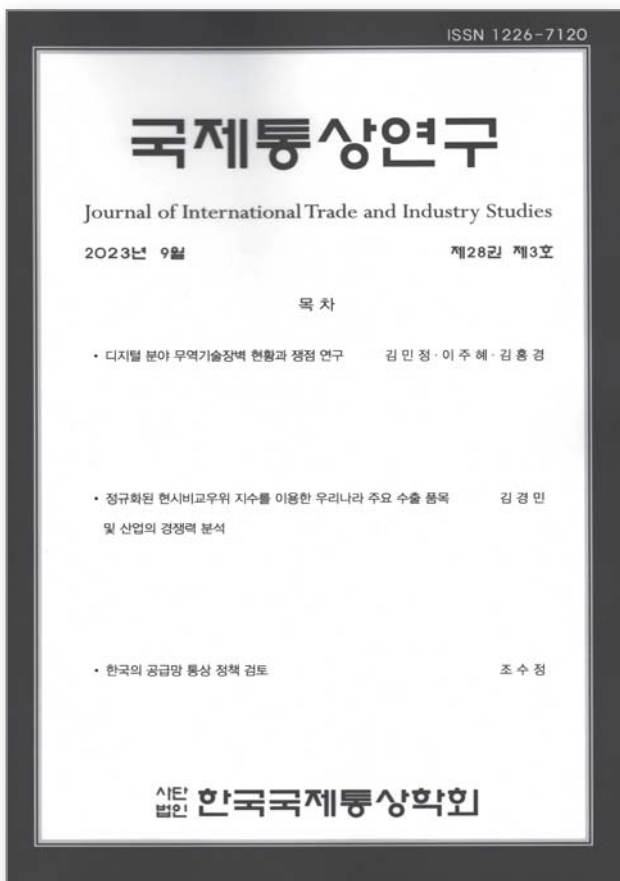 ISSN 1226-7120
국제통상연구
Journal of International Trade and Industry Studies
2023년 9월 제28권 제3호
목 차
• 디지털 분야 무역기술장벽 현황과 쟁점 연구 김 민 정 · 이 주 혜 · 김 홍 경
• 정규화된 현시비교우위 지수를 이용한 우리나라 주요 수출 품목 김 경 민
및 산업의 경쟁력 분석
• 한국의 공급망 통상 정책 검토 조 수 정
사단법인 한국국제통상학회